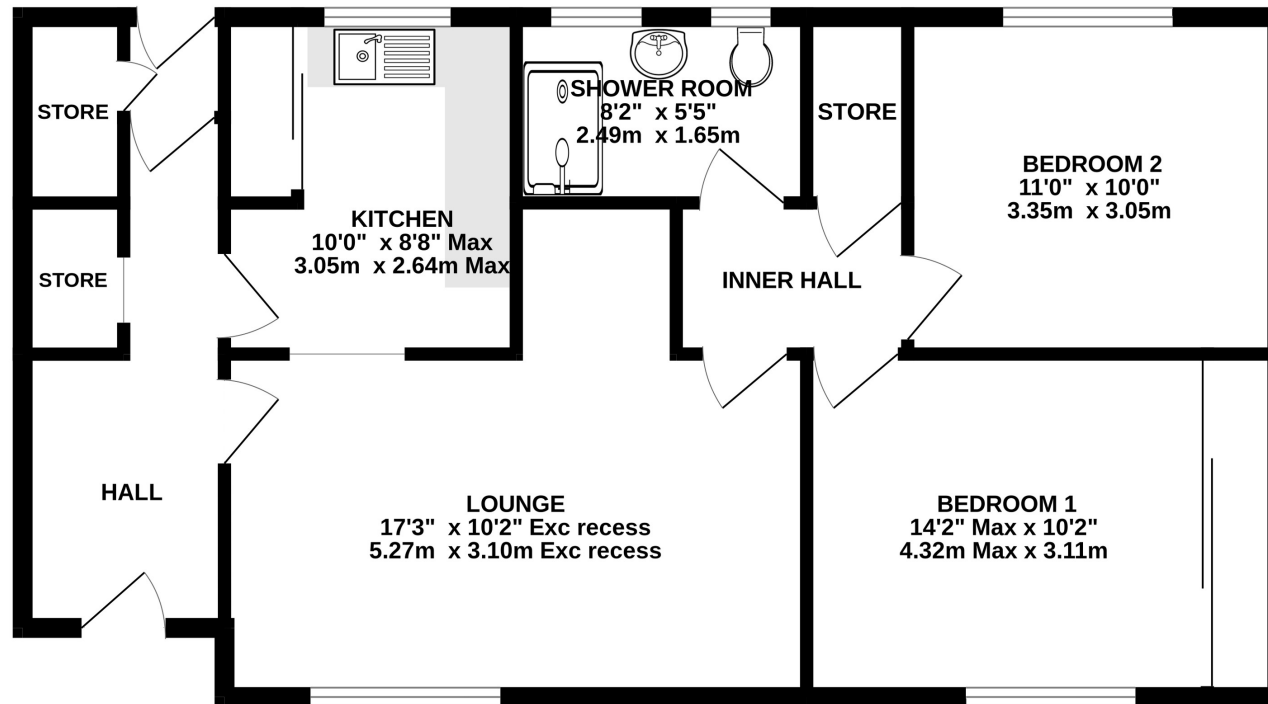 STORE
SHOWER ROOM
8'2" x 5'5"
2.49m x 1.65m
STORE
BEDROOM 2
11'0" x 10'0"
3.35m x 3.05m
KITCHEN
10'0" x 8'8" Max
3.05m x 2.64m Max
STORE
INNER HALL
HALL
LOUNGE
17'3" x 10'2" Exc recess
5.27m x 3.10m Exc recess
BEDROOM 1
14'2" Max x 10'2"
4.32m Max x 3.11m